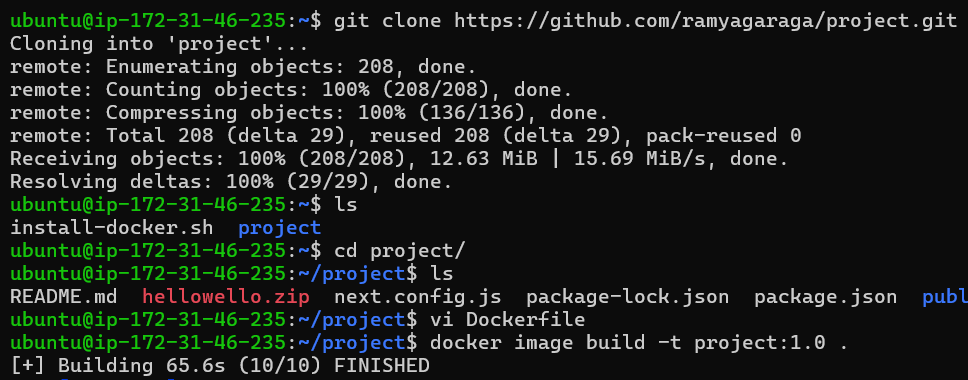 ubuntu@ip-172-31-46-235:~$ git clone https://github.com/ramyagaraga/project.git
Cloning into 'project'...
remote: Enumerating objects: 208, done.
remote: Counting objects: 100% (208/208), done.
remote: Compressing objects: 100% (136/136), done.
remote: Total 208 (delta 29), reused 208 (delta 29), pack-reused 0
Receiving objects: 100% (208/208), 12.63 MiB | 15.69 MiB/s, done.
Resolving deltas: 100% (29/29), done.
ubuntu@ip-172-31-46-235:~$ ls
install-docker.sh  project
ubuntu@ip-172-31-46-235:~$ cd project/
ubuntu@ip-172-31-46-235:~/project$ ls
README.md  hellowello.zip  next.config.js  package-lock.json  package.json  publ
ubuntu@ip-172-31-46-235:~/project$ vi Dockerfile
ubuntu@ip-172-31-46-235:~/project$ docker image build -t project:1.0 .
[+] Building 65.6s (10/10) FINISHED